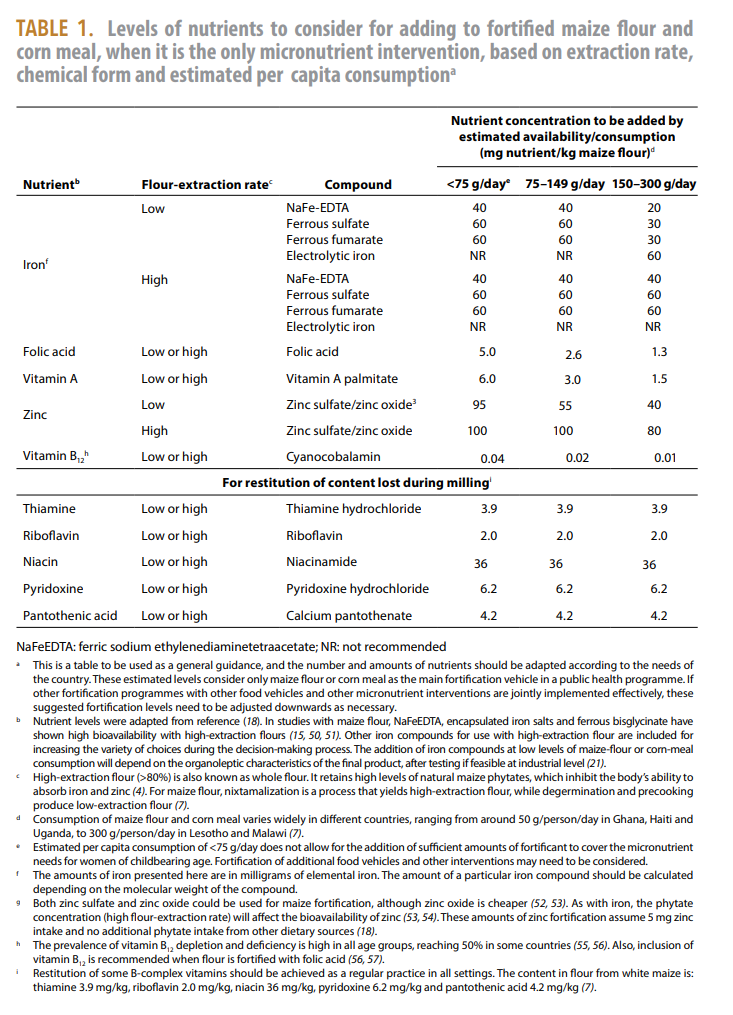 TABLE 1. Levels of nutrients to consider for adding to fortified maize flour and
corn meal, when it is the only micronutrient intervention, based on extraction rate,
chemical form and estimated per capita consumptionᵃ
Nutrient concentration to be added by
estimated availability/consumption
(mg nutrient/kg maize flour)ᵈ
Nutrientᵇ Flour-extraction rateᶜ Compound <75 g/dayᵉ 75–149 g/day 150–300 g/day
Low NaFe-EDTA 40 40 20
Ferrous sulfate 60 60 30
Ferrous fumarate 60 60 30
Electrolytic iron NR NR 60
Ironᶠ
High NaFe-EDTA 40 40 40
Ferrous sulfate 60 60 60
Ferrous fumarate 60 60 60
Electrolytic iron NR NR NR
Folic acid Low or high Folic acid 5.0 2.6 1.3
Vitamin A Low or high Vitamin A palmitate 6.0 3.0 1.5
Low Zinc sulfate/zinc oxide³ 95 55 40
Zinc
High Zinc sulfate/zinc oxide 100 100 80
Vitamin B₁₂ʰ Low or high Cyanocobalamin 0.04 0.02 0.01
For restitution of content lost during millingⁱ
Thiamine Low or high Thiamine hydrochloride 3.9 3.9 3.9
Riboflavin Low or high Riboflavin 2.0 2.0 2.0
Niacin Low or high Niacinamide 36 36 36
Pyridoxine Low or high Pyridoxine hydrochloride 6.2 6.2 6.2
Pantothenic acid Low or high Calcium pantothenate 4.2 4.2 4.2
NaFeEDTA: ferric sodium ethylenediaminetetraacetate; NR: not recommended
ᵃ This is a table to be used as a general guidance, and the number and amounts of nutrients should be adapted according to the needs of
the country. These estimated levels consider only maize flour or corn meal as the main fortification vehicle in a public health programme. If
other fortification programmes with other food vehicles and other micronutrient interventions are jointly implemented effectively, these
suggested fortification levels need to be adjusted downwards as necessary.
ᵇ Nutrient levels were adapted from reference (18). In studies with maize flour, NaFeEDTA, encapsulated iron salts and ferrous bisglycinate have
shown high bioavailability with high-extraction flours (15, 50, 51). Other iron compounds for use with high-extraction flour are included for
increasing the variety of choices during the decision-making process. The addition of iron compounds at low levels of maize-flour or corn-meal
consumption will depend on the organoleptic characteristics of the final product, after testing if feasible at industrial level (21).
ᶜ High-extraction flour (>80%) is also known as whole flour. It retains high levels of natural maize phytates, which inhibit the body's ability to
absorb iron and zinc (4). For maize flour, nixtamalization is a process that yields high-extraction flour, while degermination and precooking
produce low-extraction flour (7).
ᵈ Consumption of maize flour and corn meal varies widely in different countries, ranging from around 50 g/person/day in Ghana, Haiti and
Uganda, to 300 g/person/day in Lesotho and Malawi (7).
ᵉ Estimated per capita consumption of <75 g/day does not allow for the addition of sufficient amounts of fortificant to cover the micronutrient
needs for women of childbearing age. Fortification of additional food vehicles and other interventions may need to be considered.
ᶠ The amounts of iron presented here are in milligrams of elemental iron. The amount of a particular iron compound should be calculated
depending on the molecular weight of the compound.
ᵍ Both zinc sulfate and zinc oxide could be used for maize fortification, although zinc oxide is cheaper (52, 53). As with iron, the phytate
concentration (high flour-extraction rate) will affect the bioavailability of zinc (53, 54). These amounts of zinc fortification assume 5 mg zinc
intake and no additional phytate intake from other dietary sources (18).
ʰ The prevalence of vitamin B₁₂ depletion and deficiency is high in all age groups, reaching 50% in some countries (55, 56). Also, inclusion of
vitamin B₁₂ is recommended when flour is fortified with folic acid (56, 57).
ⁱ Restitution of some B-complex vitamins should be achieved as a regular practice in all settings. The content in flour from white maize is:
thiamine 3.9 mg/kg, riboflavin 2.0 mg/kg, niacin 36 mg/kg, pyridoxine 6.2 mg/kg and pantothenic acid 4.2 mg/kg (7).